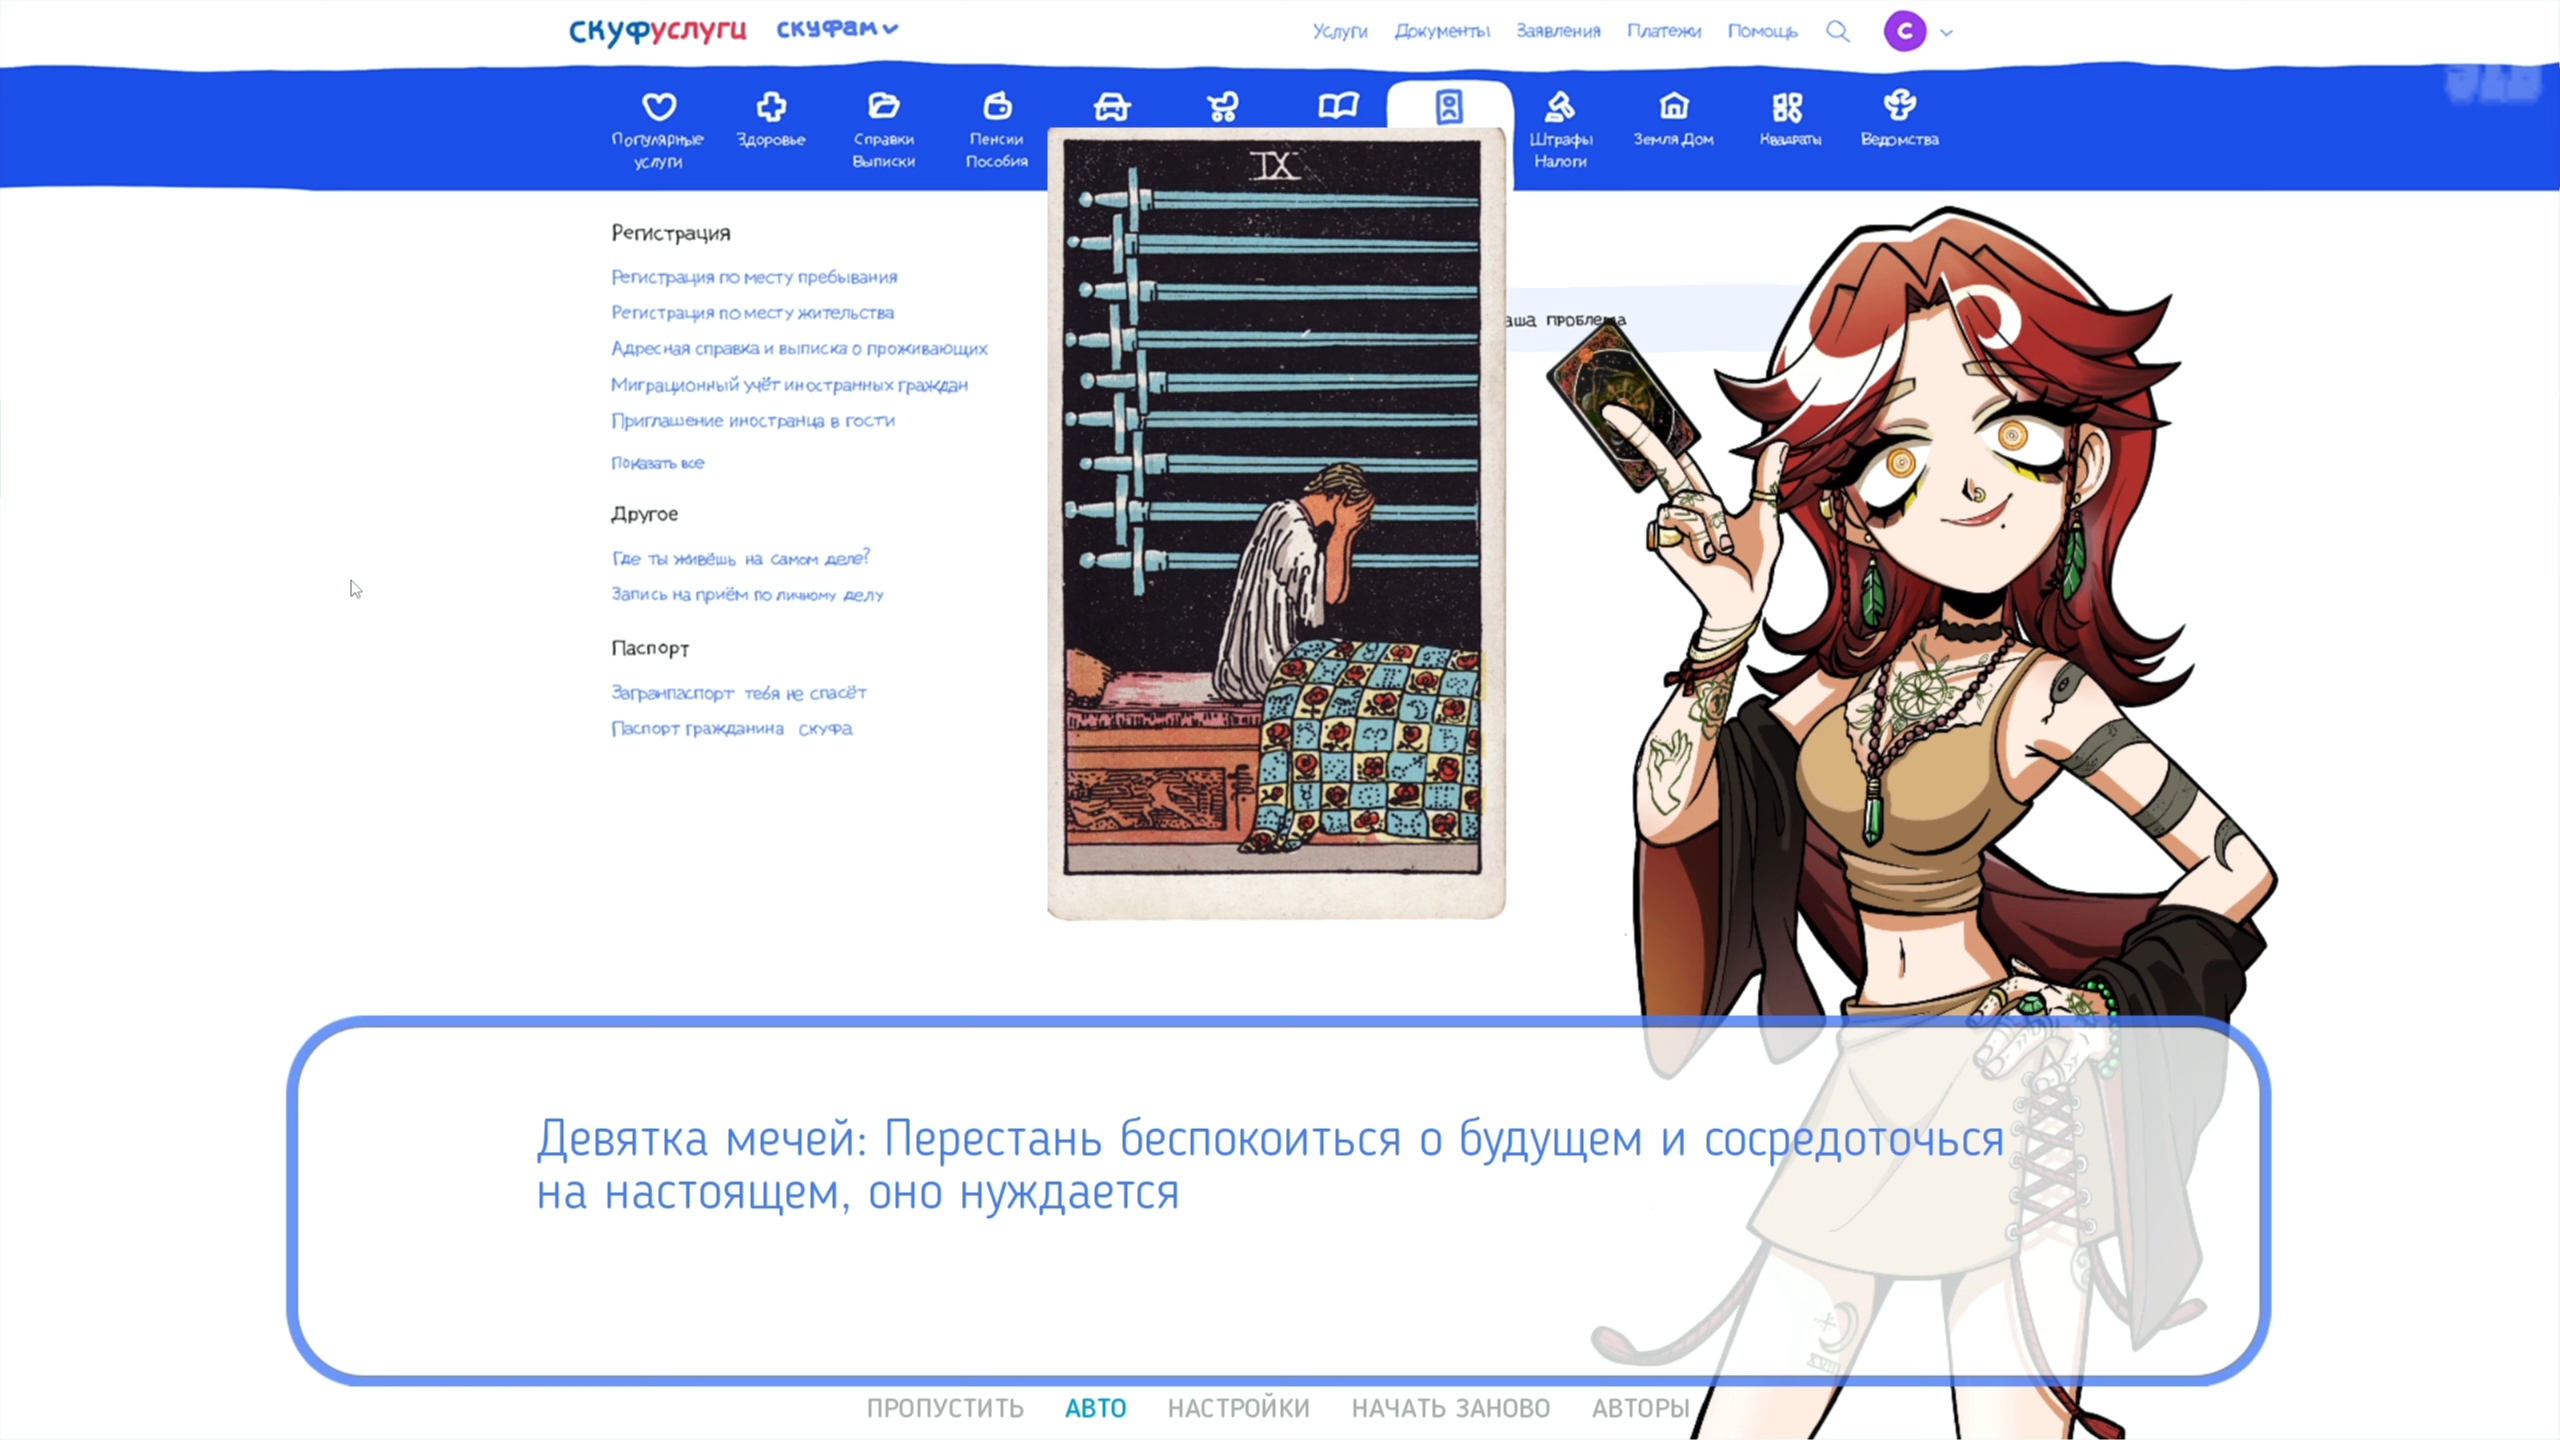 скуфуслуги скуфам
Услуги Документы Заявления Платежи Помощь С
Популярные услуги
Здоровье
Справки Выписки
Пенсии Пособия
Штрафы Налоги
Земля Дом
Квадраты
Ведомства
IX
Регистрация
Регистрация по месту пребывания
Регистрация по месту жительства
Адресная справка и выписка о проживающих
Миграционный учёт иностранных граждан
Приглашение иностранца в гости
Показать все
Другое
Где ты живёшь на самом деле?
Запись на приём по личному делу
Паспорт
Загранпаспорт тебя не спасёт
Паспорт гражданина скуфа
аша проблема
Девятка мечей: Перестань беспокоиться о будущем и сосредоточься
на настоящем, оно нуждается
XVII
ПРОПУСТИТЬ АВТО НАСТРОЙКИ НАЧАТЬ ЗАНОВО АВТОРЫ